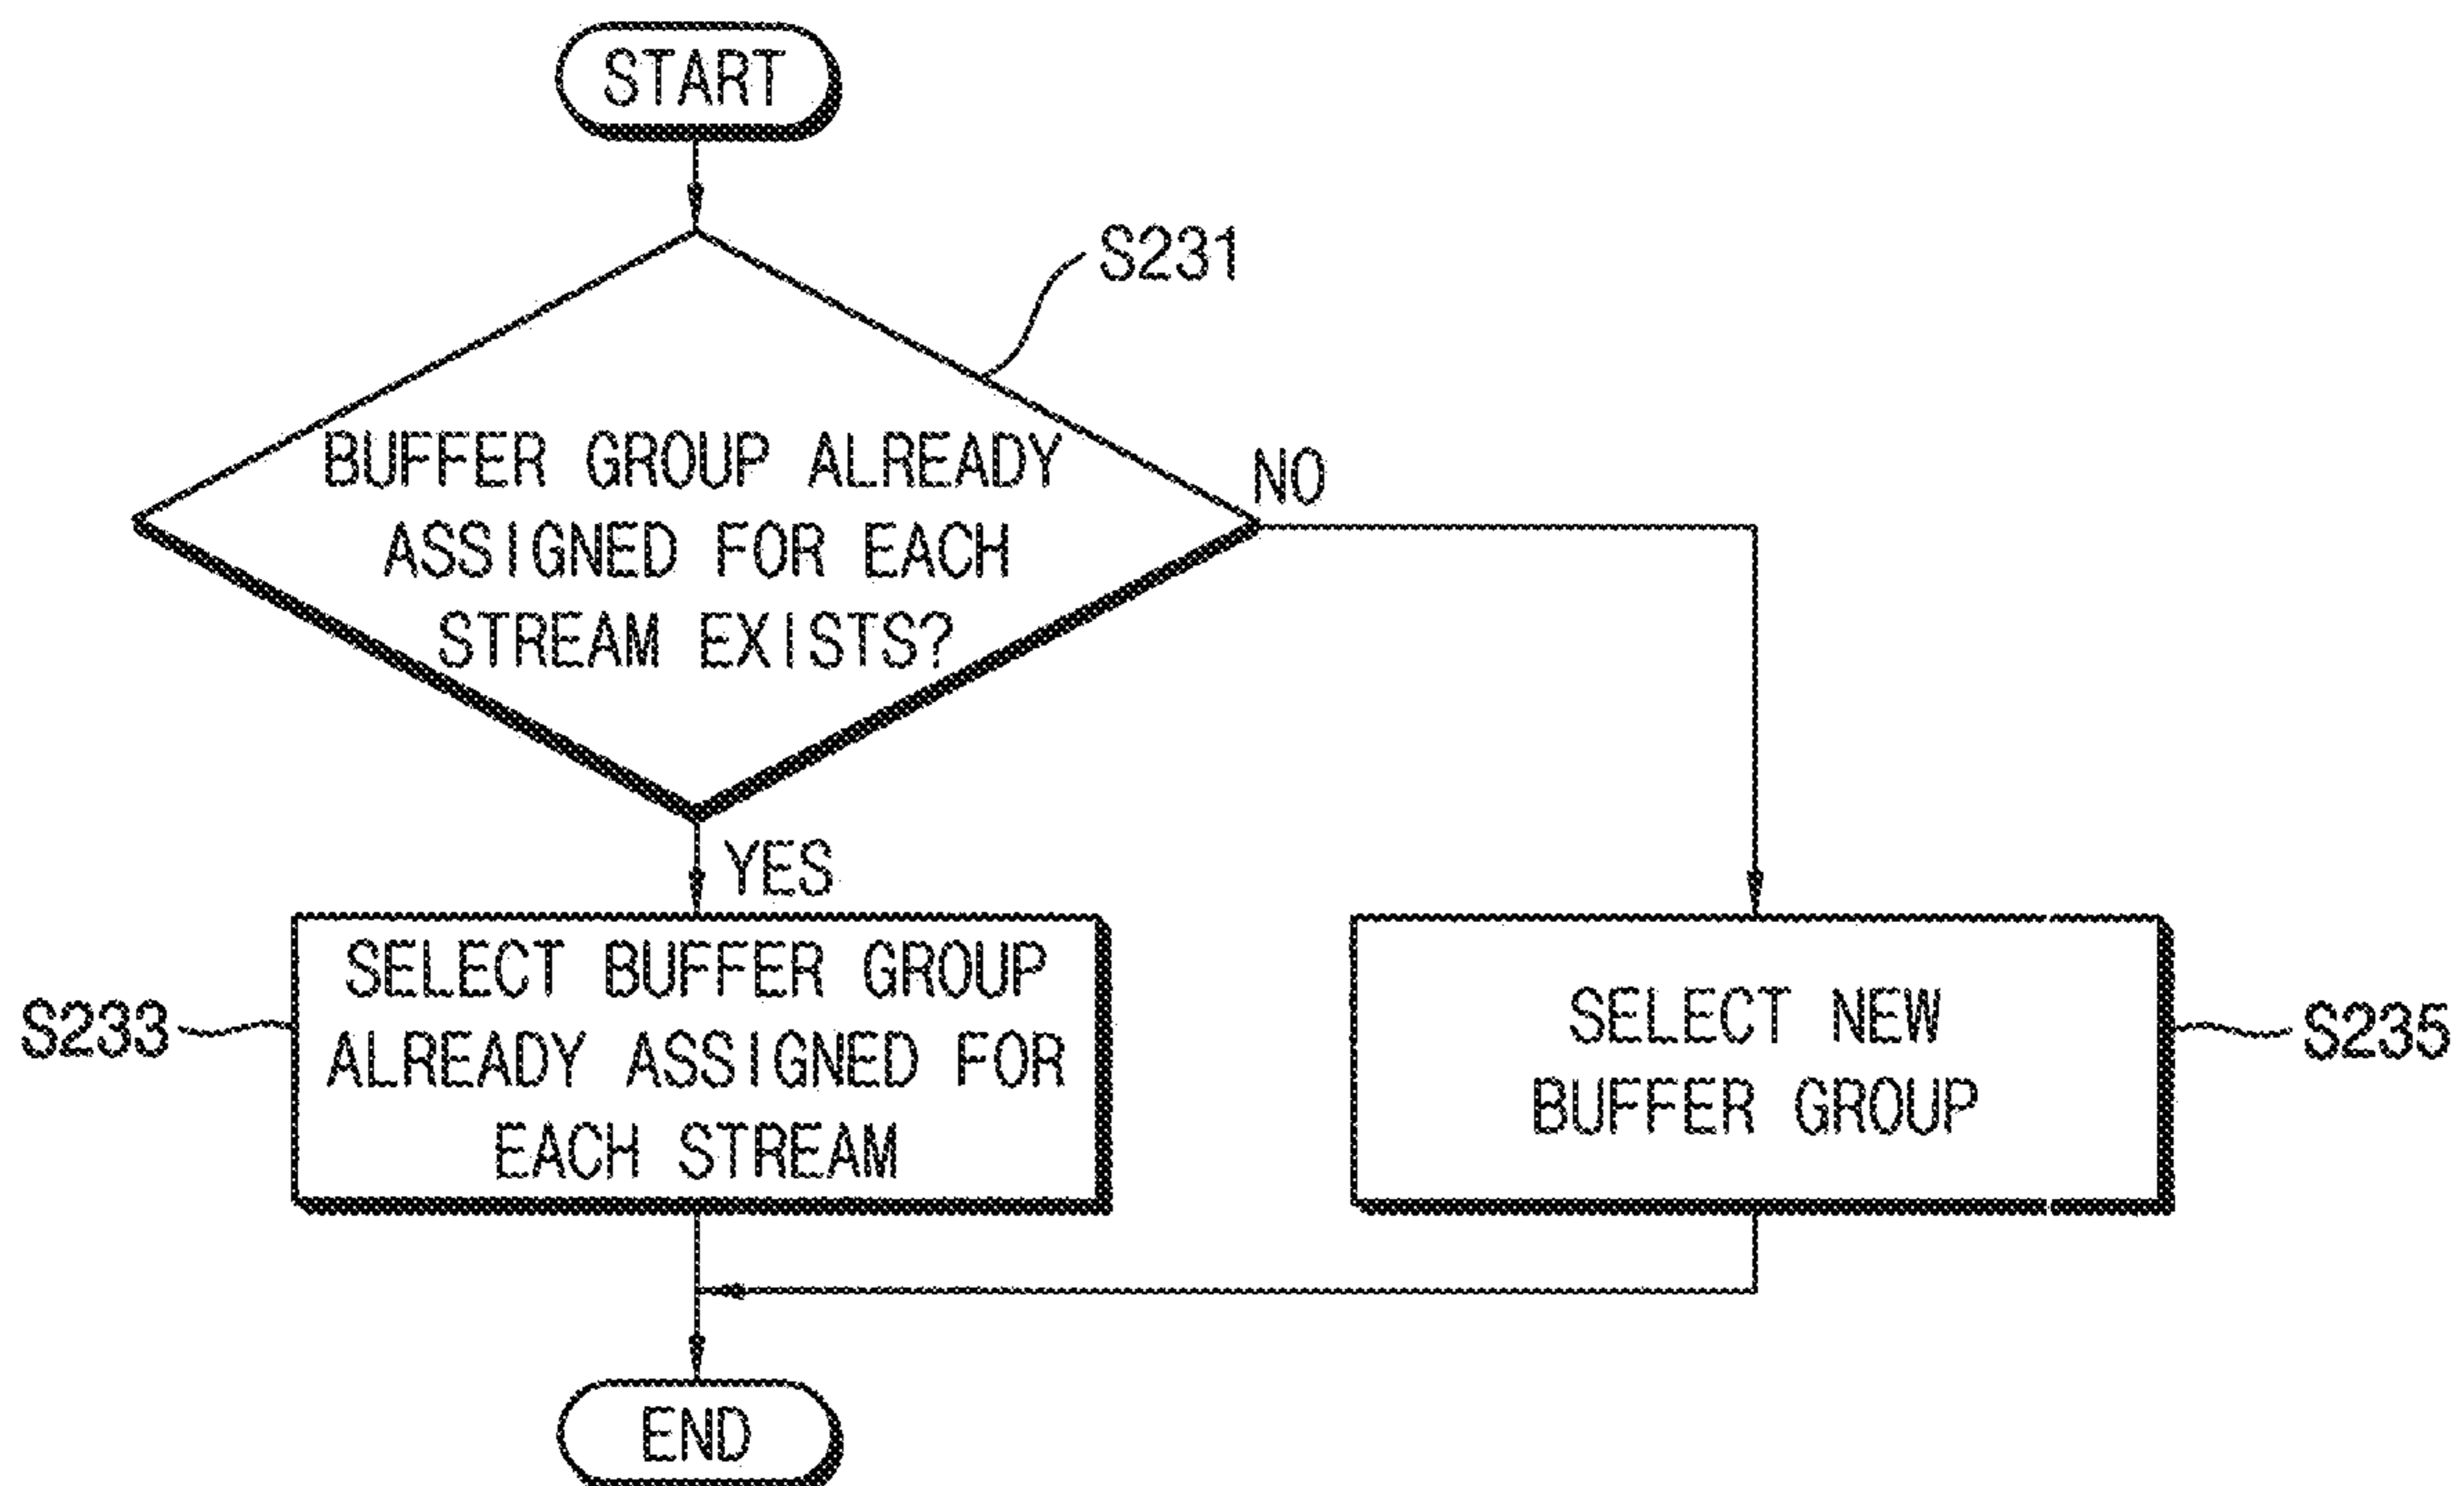 START
S231
BUFFER GROUP ALREADY
ASSIGNED FOR EACH
STREAM EXISTS?
NO
YES
SELECT BUFFER GROUP
ALREADY ASSIGNED FOR
EACH STREAM
S233
SELECT NEW
BUFFER GROUP
S235
END